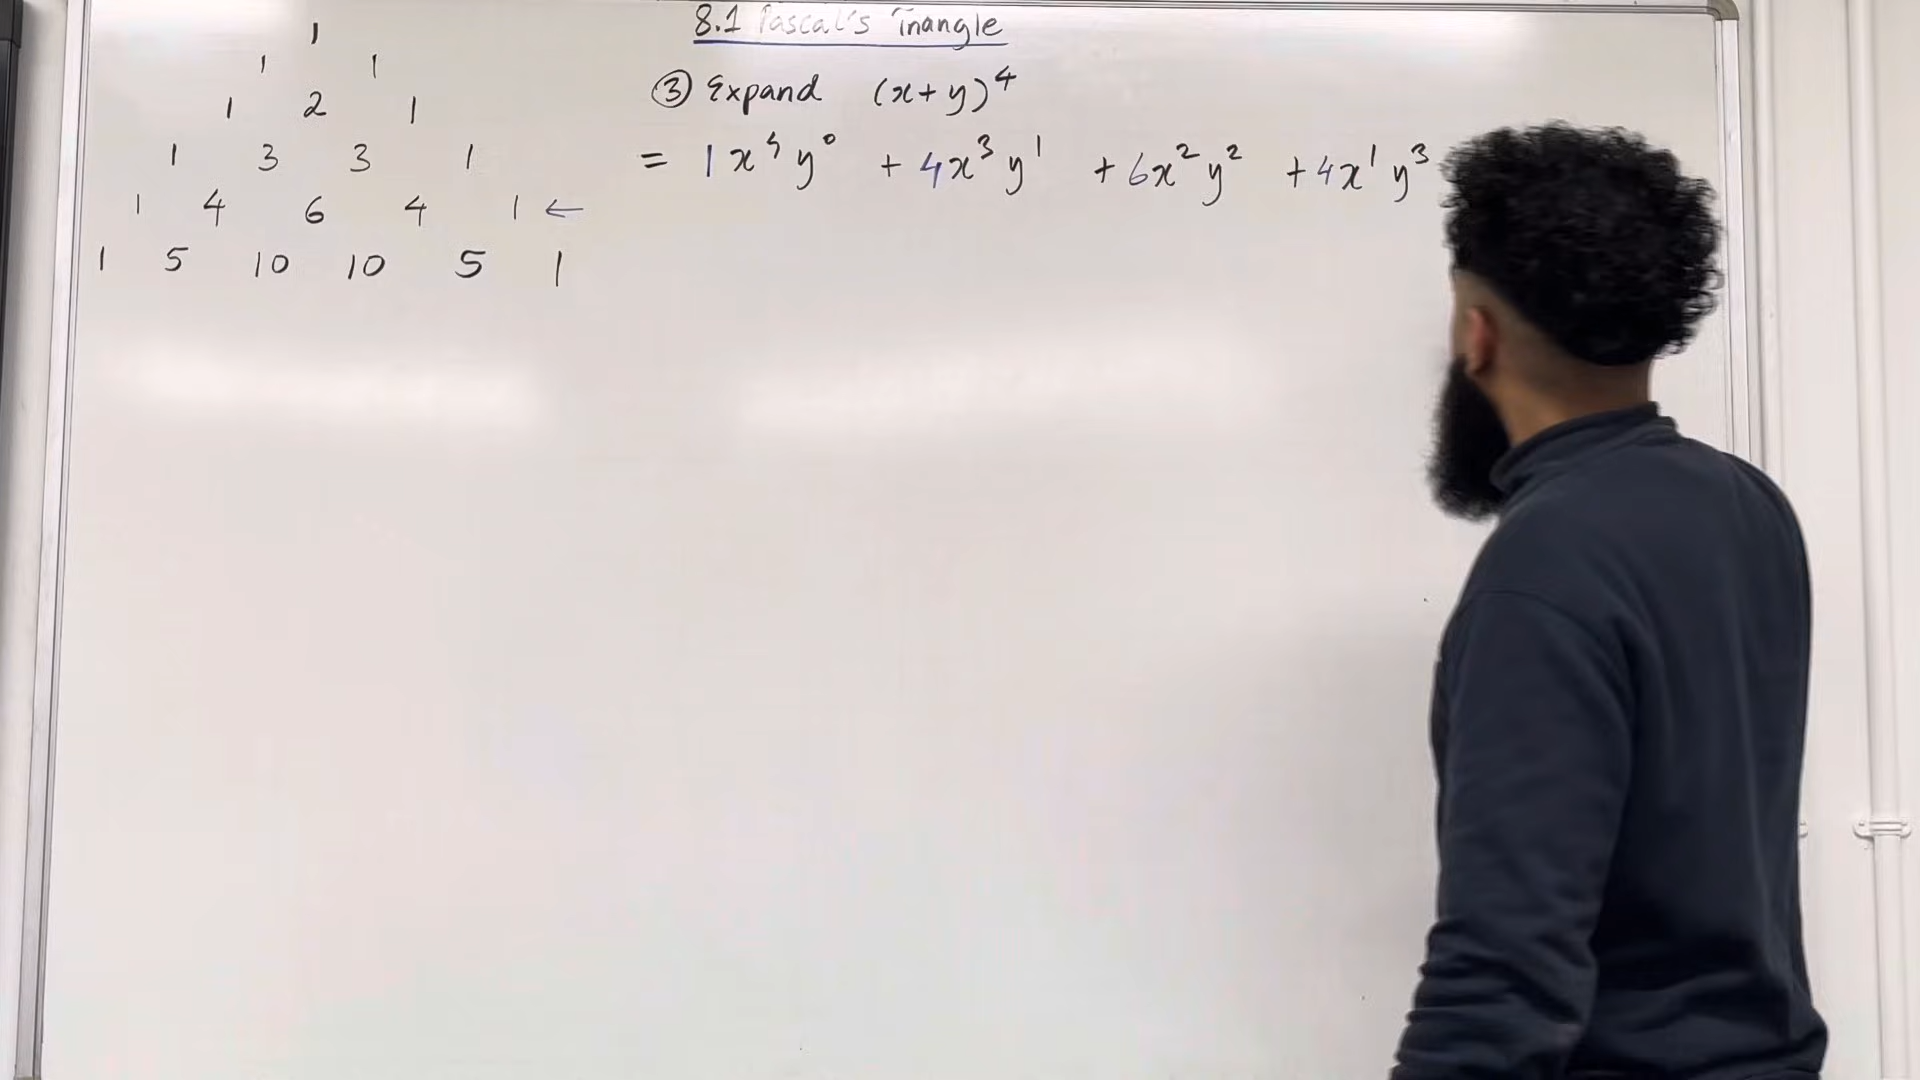 8.1 Pascal's Triangle
1
1 1
1 2 1
1 3 3 1
1 4 6 4 1 ←
1 5 10 10 5 1
③ Expand (x+y)⁴
= 1x⁴y⁰ + 4x³y¹ + 6x²y² + 4x¹y³